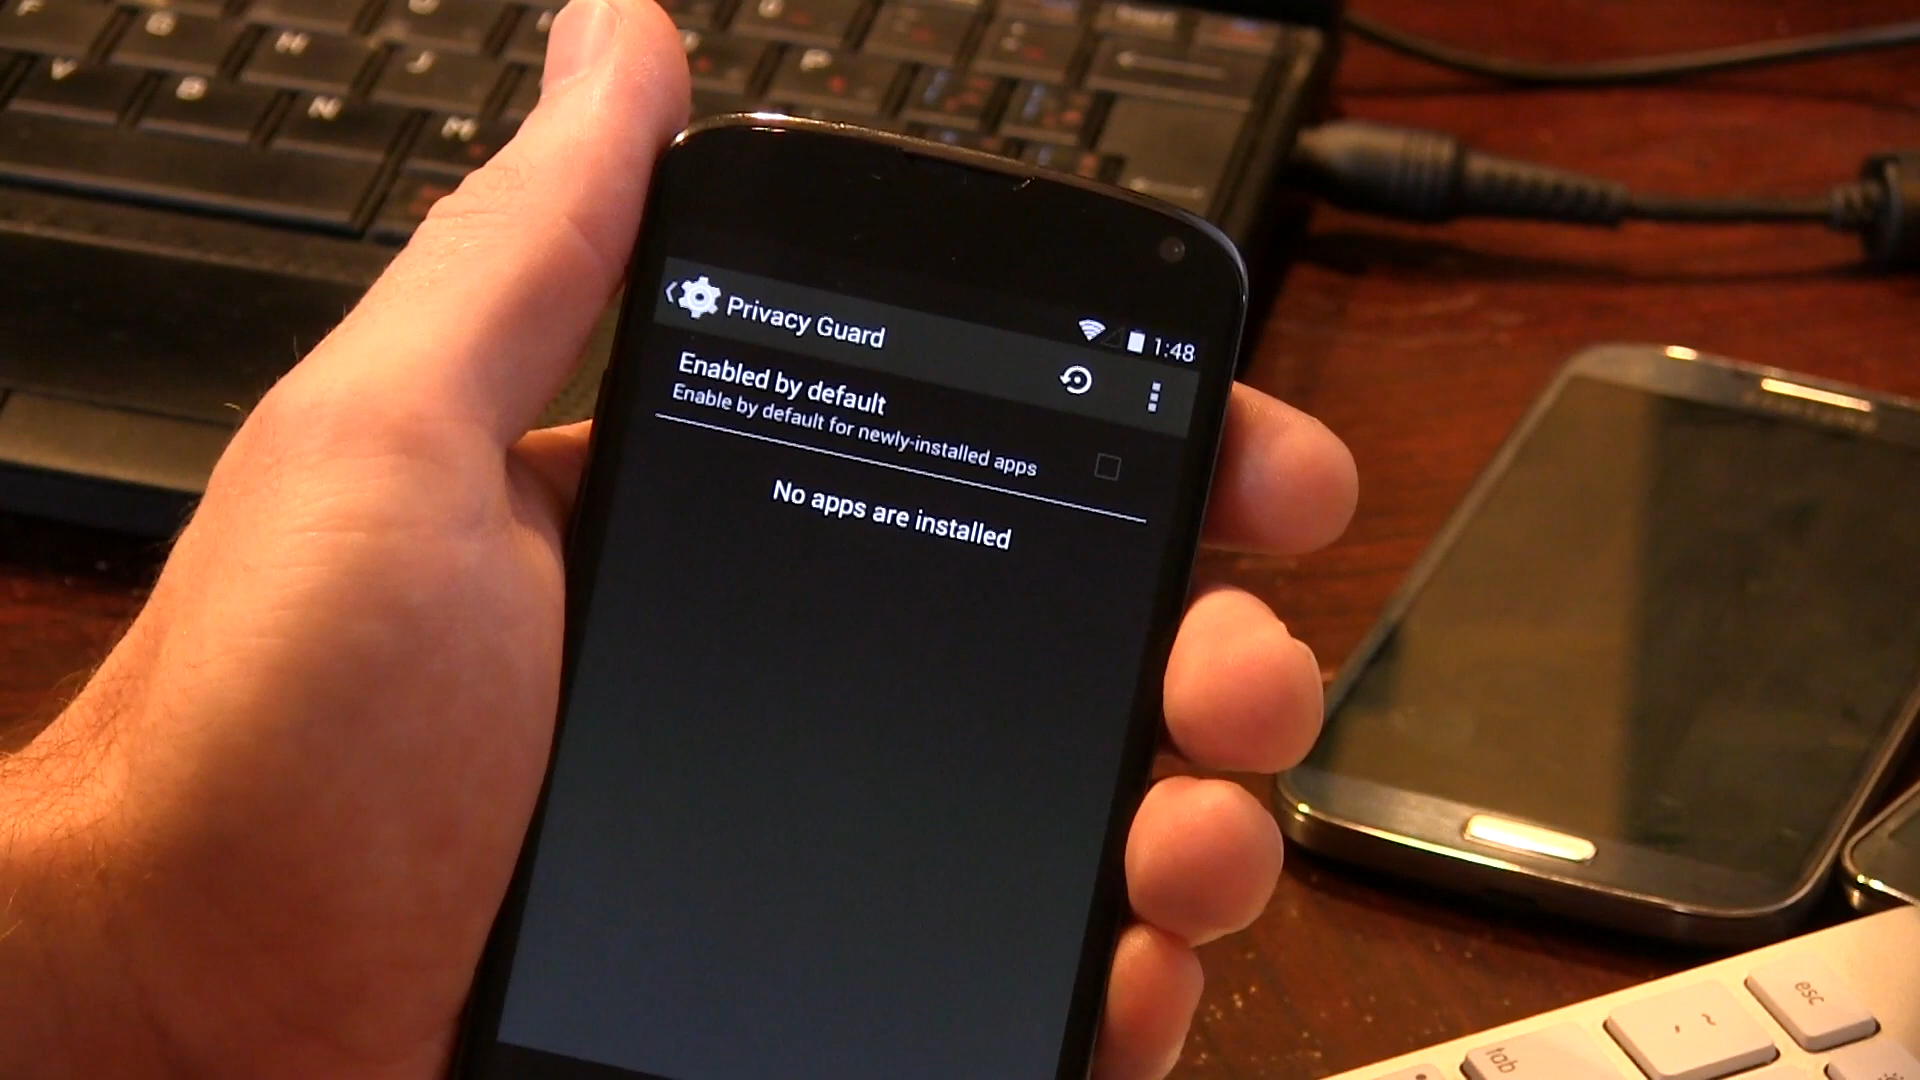 F
G
H
J
V
B
N
M
P
Privacy Guard
1:48
Enabled by default
Enable by default for newly-installed apps
No apps are installed
esc
~
tab